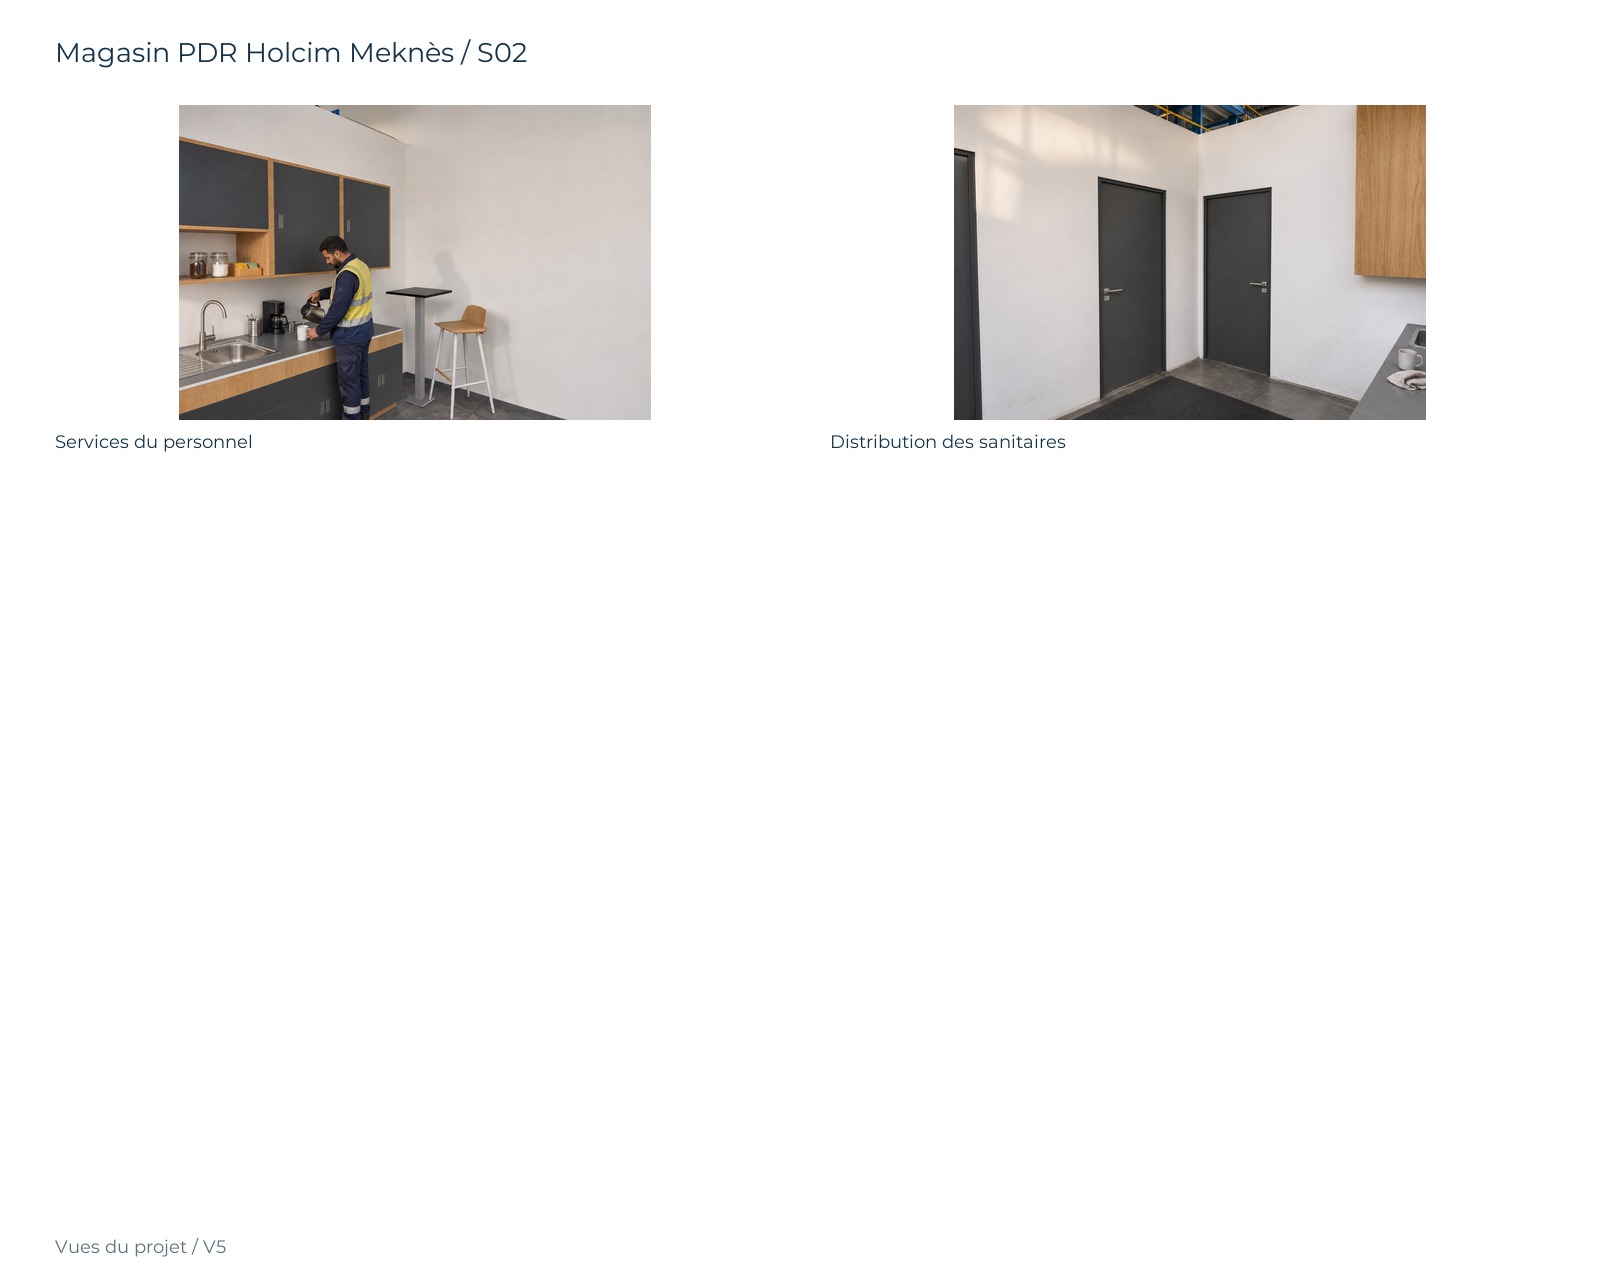 Magasin PDR Holcim Meknès / S02
Services du personnel
Distribution des sanitaires
Vues du projet / V5